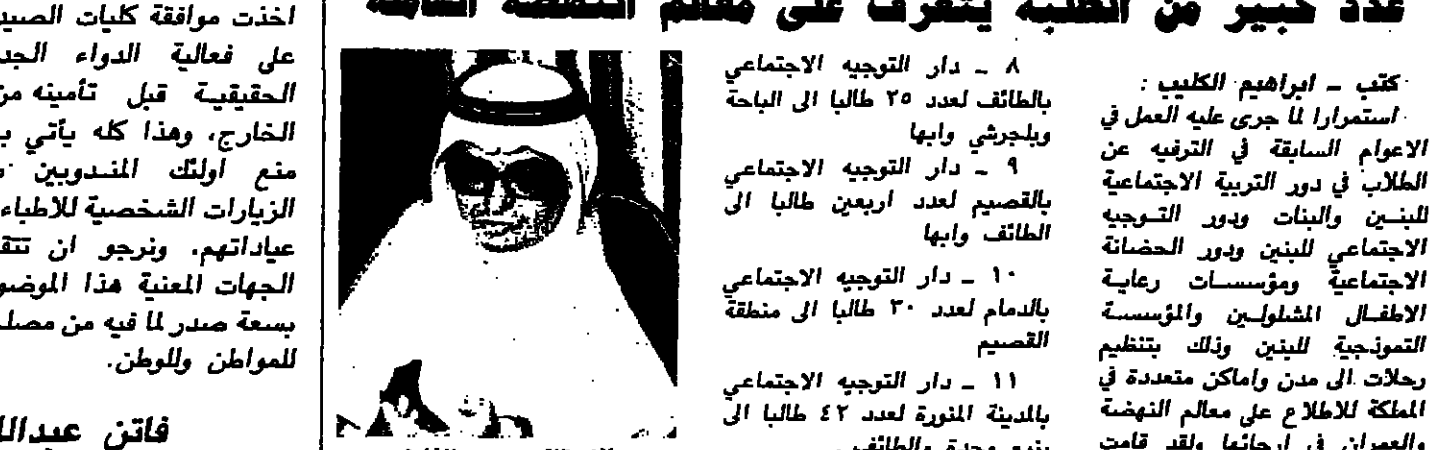 عدد كبير من الطلبة يتعرف على معالم النهضة الشاملة
كتب - ابراهيم الكليب :
استمرارا لما جرى عليه العمل في
الاعوام السابقة في الترفيه عن
الطلاب في دور التربية الاجتماعية
للبنين والبنات ودور التوجيه
الاجتماعي للبنين ودور الحضانة
الاجتماعية ومؤسسات رعاية
الاطفال المشلولين والمؤسسة
النموذجية للبنين وذلك بتنظيم
رحلات الى مدن واماكن متعددة في
المملكة للاطلاع على معالم النهضة
والعمران في ارجائها ولقد قامت
٨ - دار التوجيه الاجتماعي
بالطائف لعدد ٢٥ طالبا الى الباحة
وبلجرشي وابها
٩ - دار التوجيه الاجتماعي
بالقصيم لعدد اربعين طالبا الى
الطائف وابها
١٠ - دار التوجيه الاجتماعي
بالدمام لعدد ٣٠ طالبا الى منطقة
القصيم
١١ - دار التوجيه الاجتماعي
بالمدينة المنورة لعدد ٤٢ طالبا الى
ينبع وجدة والطائف
اخذت موافقة كليات الصيد
على فعالية الدواء الجد
الحقيقية قبل تأمينه من
الخارج، وهذا كله يأتي ب
منع اولئك المندوبين
الزيارات الشخصية للاطباء
عياداتهم. ونرجو ان تتق
الجهات المعنية هذا الموضو
بسعة صدر لما فيه من مصل
للمواطن وللوطن.
فاتن عبدالل